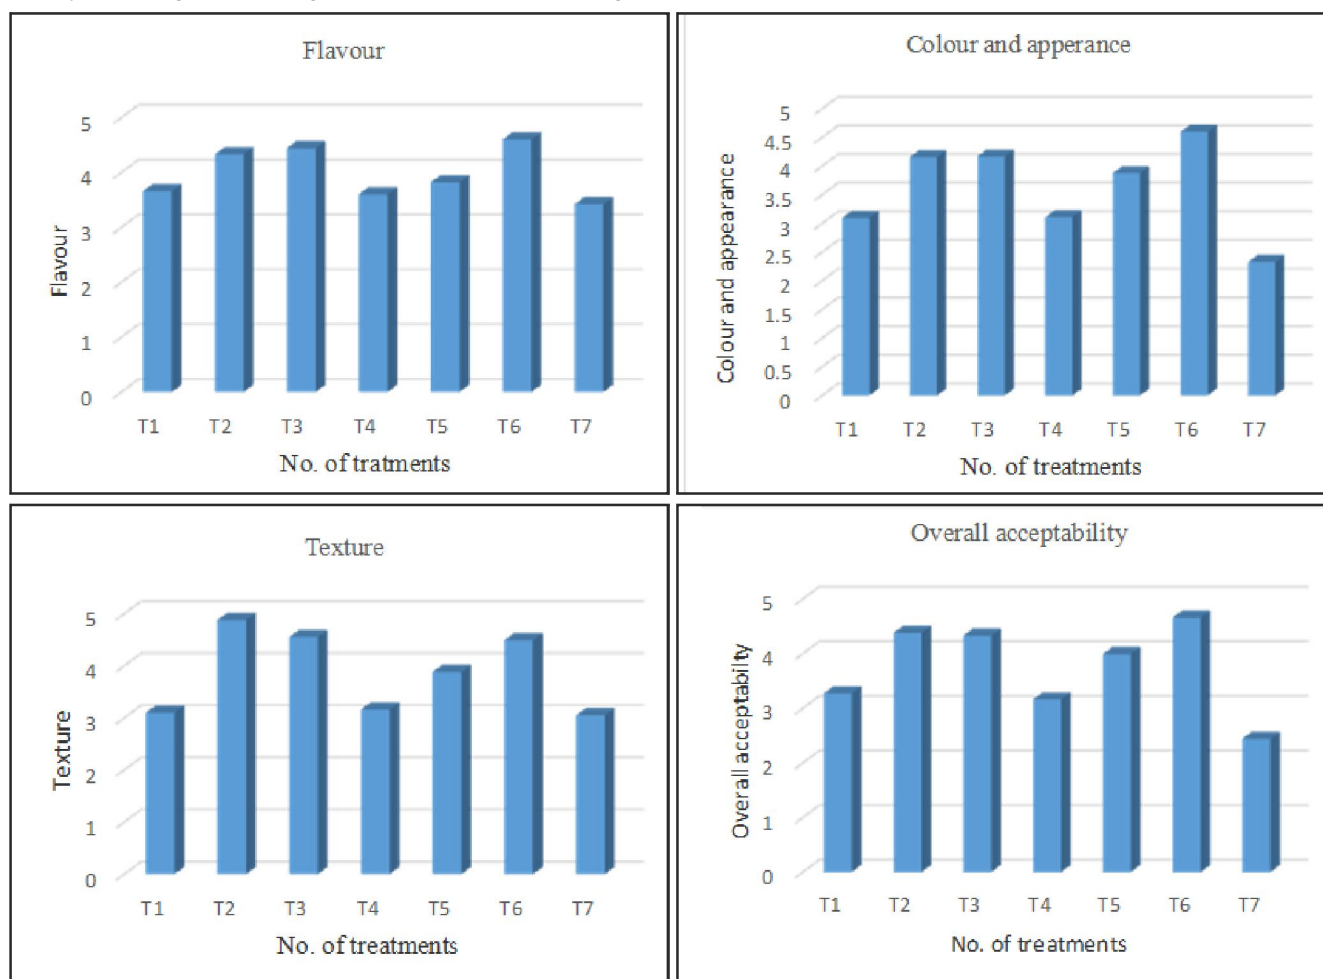 Flavour
5
4
3
2
1
0
Flavour
T1 T2 T3 T4 T5 T6 T7
No. of tratments
Colour and apperance
5
4.5
4
3.5
3
2.5
2
1.5
1
0.5
0
Colour and appearance
T1 T2 T3 T4 T5 T6 T7
No. of treatments
Texture
5
4
3
2
1
0
Texture
T1 T2 T3 T4 T5 T6 T7
No. of treatments
Overall acceptability
5
4
3
2
1
0
Overall acceptabilty
T1 T2 T3 T4 T5 T6 T7
No. of treatments